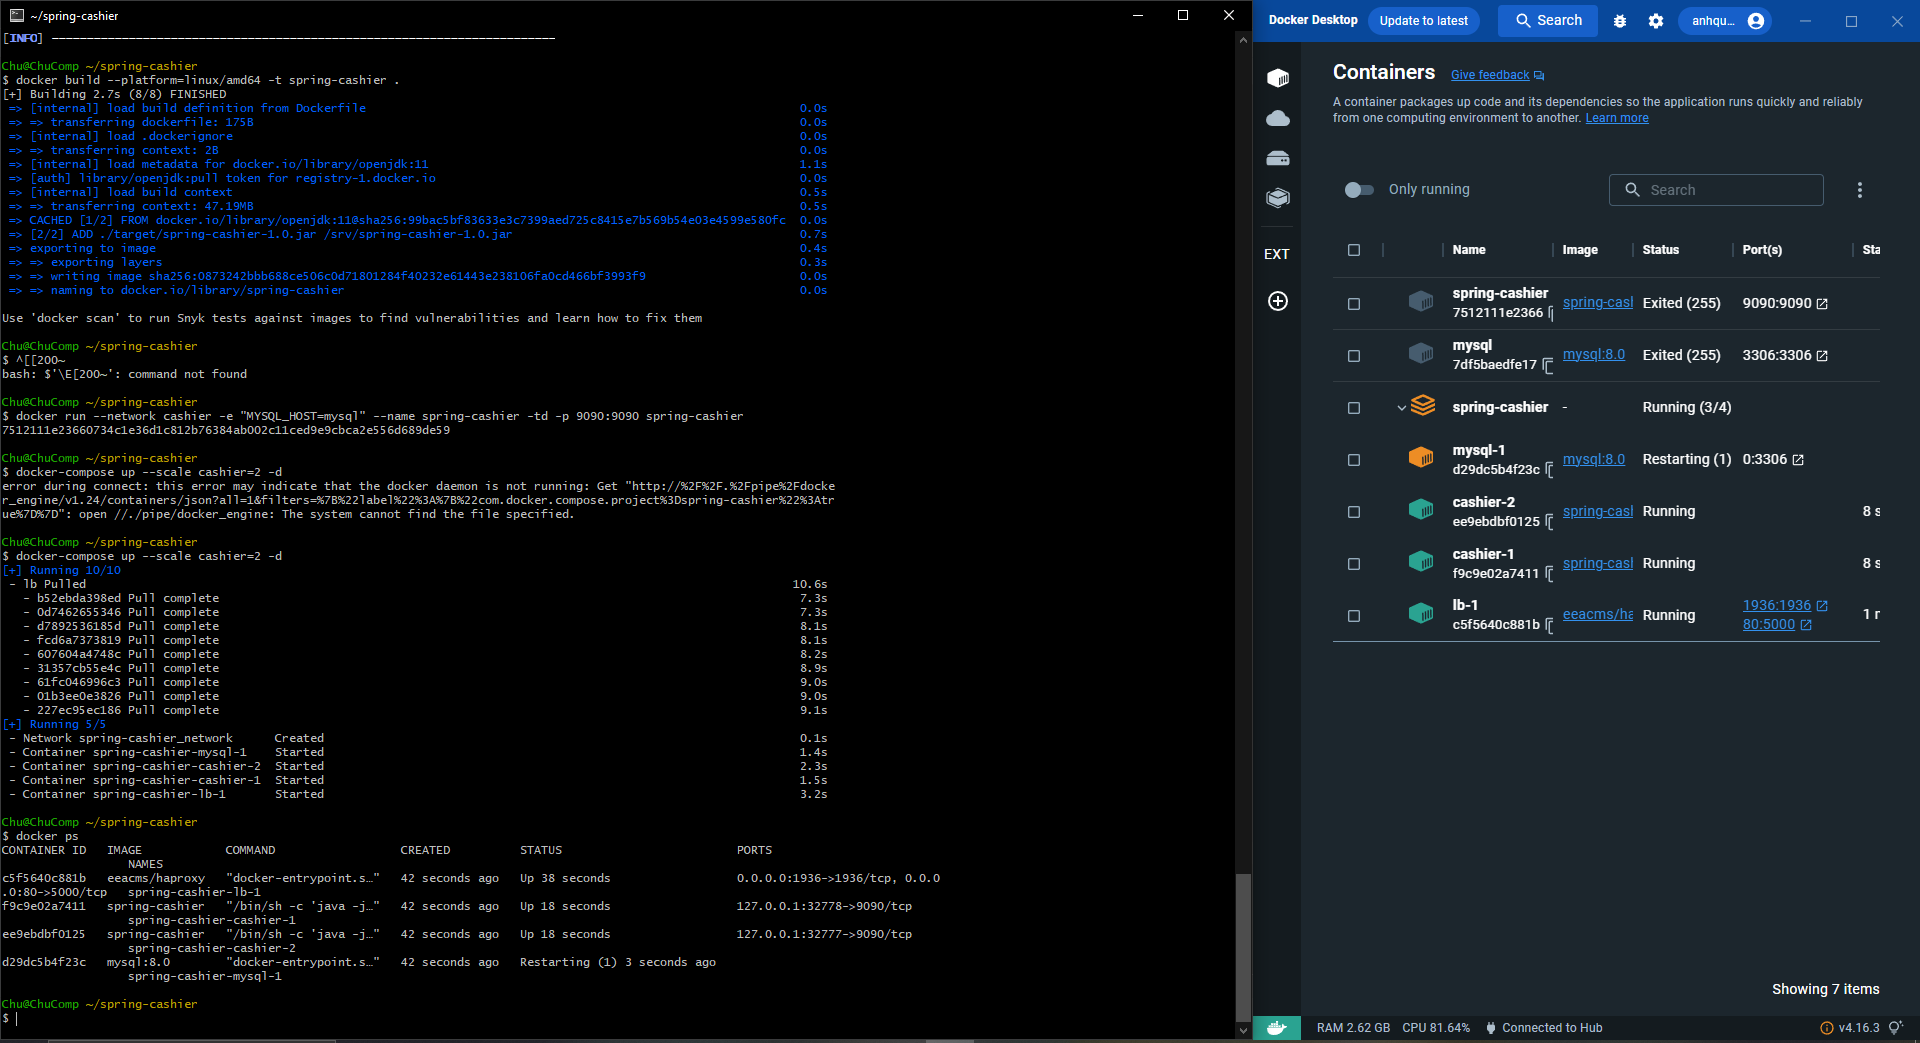 ~/spring-cashier
[INFO] ------------------------------------------------------------------------
Chu@ChuComp ~/spring-cashier
$ docker build --platform=linux/amd64 -t spring-cashier .
[+] Building 2.7s (8/8) FINISHED
=> [internal] load build definition from Dockerfile 0.0s
=> => transferring dockerfile: 175B 0.0s
=> [internal] load .dockerignore 0.0s
=> => transferring context: 2B 0.0s
=> [internal] load metadata for docker.io/library/openjdk:11 1.1s
=> [auth] library/openjdk:pull token for registry-1.docker.io 0.0s
=> [internal] load build context 0.5s
=> => transferring context: 47.19MB 0.5s
=> CACHED [1/2] FROM docker.io/library/openjdk:11@sha256:99bac5bf83633e3c7399aed725c8415e7b569b54e03e4599e580fc 0.0s
=> [2/2] ADD ./target/spring-cashier-1.0.jar /srv/spring-cashier-1.0.jar 0.7s
=> exporting to image 0.4s
=> => exporting layers 0.3s
=> => writing image sha256:0873242bbb688ce506c0d71801284f40232e61443e238106fa0cd466bf3993f9 0.0s
=> => naming to docker.io/library/spring-cashier 0.0s
Use 'docker scan' to run Snyk tests against images to find vulnerabilities and learn how to fix them
Chu@ChuComp ~/spring-cashier
$ ^[[200~
bash: $'\E[200~': command not found
Chu@ChuComp ~/spring-cashier
$ docker run --network cashier -e "MYSQL_HOST=mysql" --name spring-cashier -td -p 9090:9090 spring-cashier
7512111e23660734c1e36d1c812b76384ab002c11ced9e9cbca2e556d689de59
Chu@ChuComp ~/spring-cashier
$ docker-compose up --scale cashier=2 -d
error during connect: this error may indicate that the docker daemon is not running: Get "http://%2F%2F.%2Fpipe%2Fdocke
r_engine/v1.24/containers/json?all=1&filters=%7B%22label%22%3A%7B%22com.docker.compose.project%3Dspring-cashier%22%3Atr
ue%7D%7D": open //./pipe/docker_engine: The system cannot find the file specified.
Chu@ChuComp ~/spring-cashier
$ docker-compose up --scale cashier=2 -d
[+] Running 10/10
- lb Pulled 10.6s
- b52ebda398ed Pull complete 7.3s
- 0d7462655346 Pull complete 7.3s
- d7892536185d Pull complete 8.1s
- fcd6a7373819 Pull complete 8.1s
- 607604a4748c Pull complete 8.2s
- 31357cb55e4c Pull complete 8.9s
- 61fc046996c3 Pull complete 9.0s
- 01b3ee0e3826 Pull complete 9.0s
- 227ec95ec186 Pull complete 9.1s
[+] Running 5/5
- Network spring-cashier_network Created 0.1s
- Container spring-cashier-mysql-1 Started 1.4s
- Container spring-cashier-cashier-2 Started 2.3s
- Container spring-cashier-cashier-1 Started 1.5s
- Container spring-cashier-lb-1 Started 3.2s
Chu@ChuComp ~/spring-cashier
$ docker ps
CONTAINER ID IMAGE COMMAND CREATED STATUS PORTS
NAMES
c5f5640c881b eeacms/haproxy "docker-entrypoint.s…" 42 seconds ago Up 38 seconds 0.0.0.0:1936->1936/tcp, 0.0.0
.0:80->5000/tcp spring-cashier-lb-1
f9c9e02a7411 spring-cashier "/bin/sh -c 'java -j…" 42 seconds ago Up 18 seconds 127.0.0.1:32778->9090/tcp
spring-cashier-cashier-1
ee9ebdbf0125 spring-cashier "/bin/sh -c 'java -j…" 42 seconds ago Up 18 seconds 127.0.0.1:32777->9090/tcp
spring-cashier-cashier-2
d29dc5b4f23c mysql:8.0 "docker-entrypoint.s…" 42 seconds ago Restarting (1) 3 seconds ago
spring-cashier-mysql-1
Chu@ChuComp ~/spring-cashier
$
Docker Desktop Update to latest Search anhqu...
Containers Give feedback
A container packages up code and its dependencies so the application runs quickly and reliably
from one computing environment to another. Learn more
Only running Search
EXT
Name Image Status Port(s) Sta
spring-cashier
7512111e2366 spring-casl Exited (255) 9090:9090
mysql
7df5baedfe17 mysql:8.0 Exited (255) 3306:3306
spring-cashier - Running (3/4)
mysql-1
d29dc5b4f23c mysql:8.0 Restarting (1) 0:3306
cashier-2
ee9ebdbf0125 spring-casl Running 8 s
cashier-1
f9c9e02a7411 spring-casl Running 8 s
lb-1
c5f5640c881b eeacms/ha Running 1936:1936 1 r
80:5000
Showing 7 items
RAM 2.62 GB CPU 81.64% Connected to Hub v4.16.3